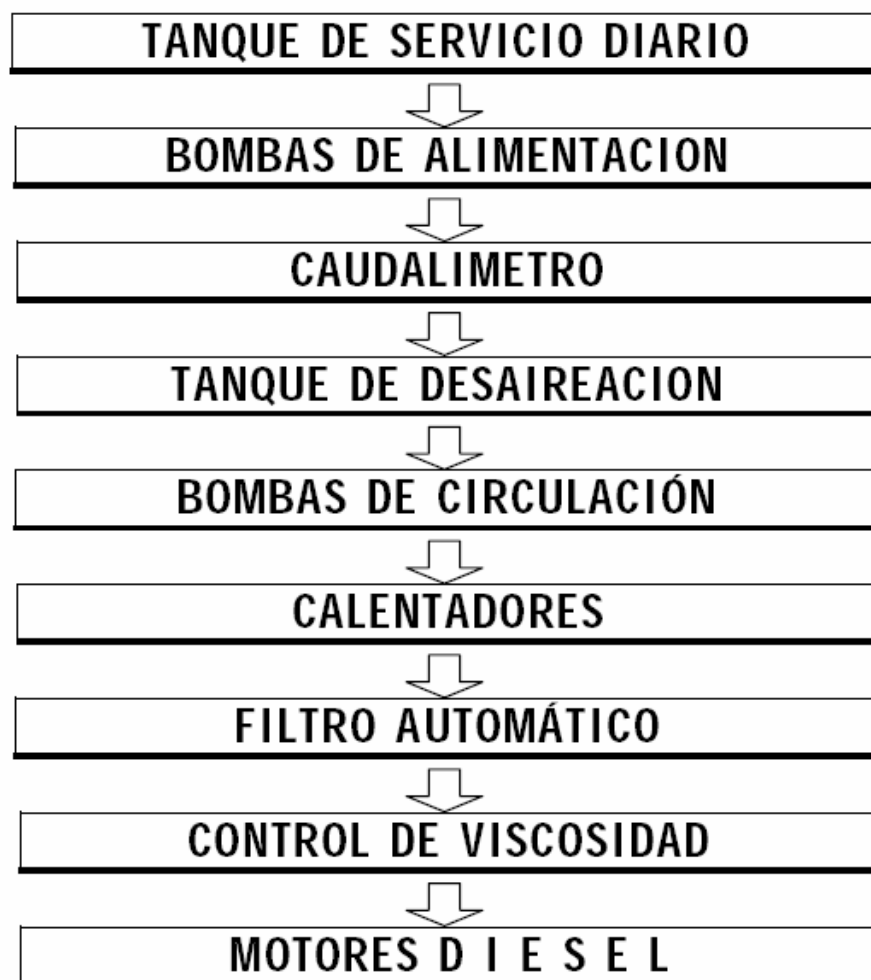 TANQUE DE SERVICIO DIARIO
BOMBAS DE ALIMENTACION
CAUDALIMETRO
TANQUE DE DESAIREACION
BOMBAS DE CIRCULACIÓN
CALENTADORES
FILTRO AUTOMÁTICO
CONTROL DE VISCOSIDAD
MOTORES D I E S E L